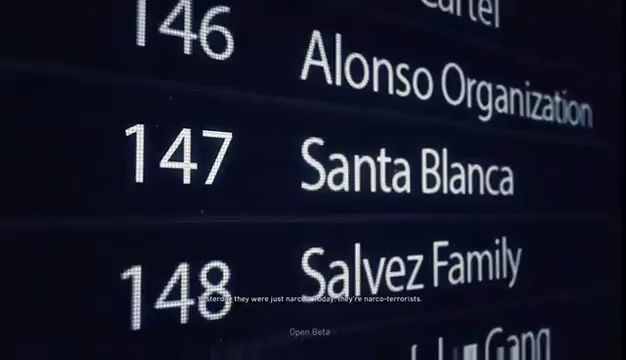 Cartel
146 Alonso Organization
147 Santa Blanca
148 Salvez Family
Yesterday they were just narcos. Today, they're narco-terrorists.
Gang
Open Beta